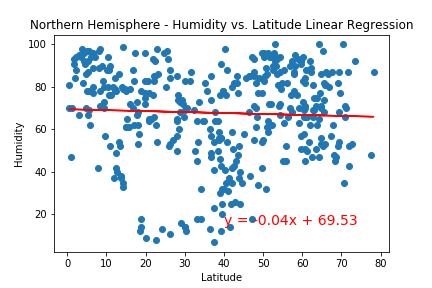 Northern Hemisphere - Humidity vs. Latitude Linear Regression
100
80
60
40
20
Humidity
y = -0.04x + 69.53
0 10 20 30 40 50 60 70 80
Latitude